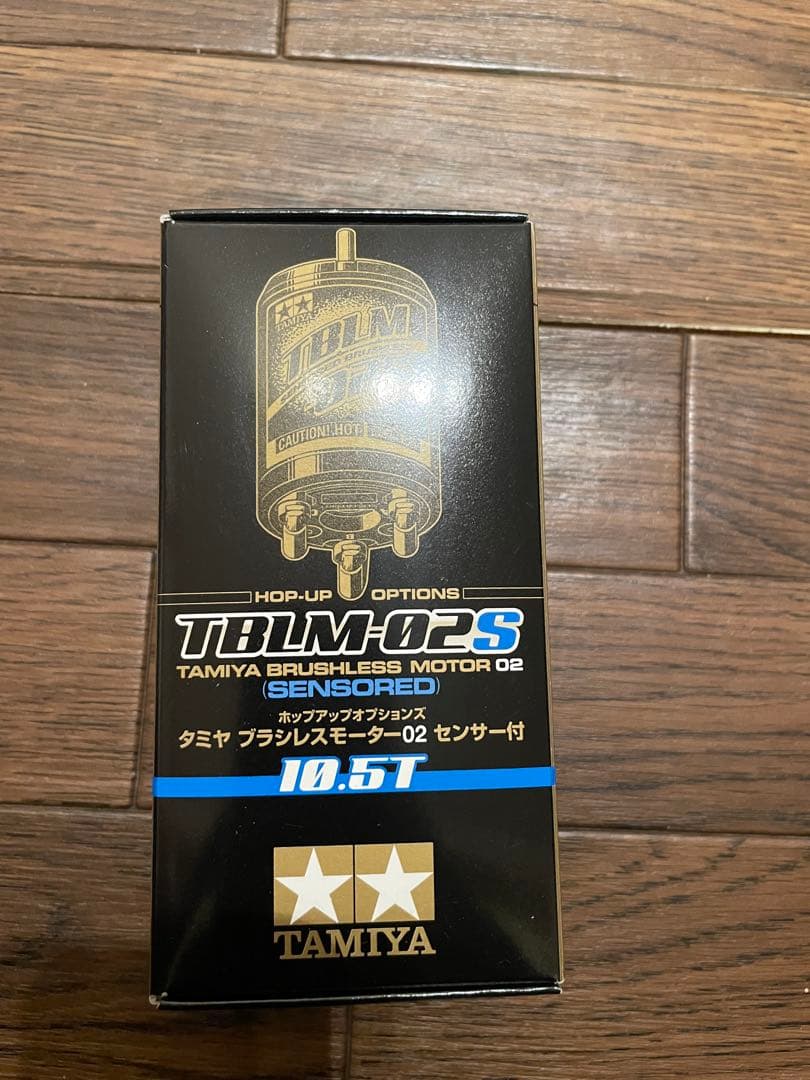 TAMIYA
TBLM
CAUTION! HOT
HOP-UP OPTIONS
TBLM-02S
TAMIYA BRUSHLESS MOTOR 02
(SENSORED)
ホップアップオプションズ
タミヤ ブラシレスモーター02 センサー付
10.5T
TAMIYA